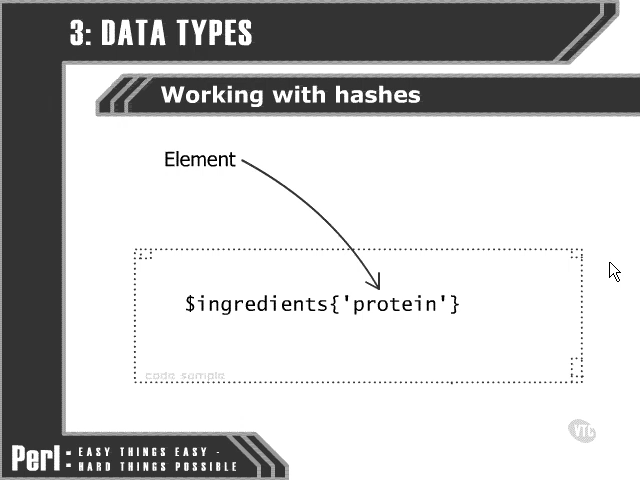 3: DATA TYPES
Working with hashes
Element
$ingredients{'protein'}
code sample
VTC
Perl: EASY THINGS EASY -
HARD THINGS POSSIBLE